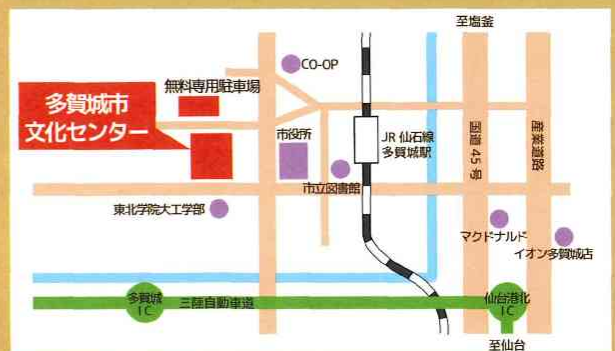 至塩釜
CO-OP
無料専用駐車場
多賀城市
文化センター
市役所
JR 仙石線
多賀城駅
国道45号
産業道路
市立図書館
東北学院大工学部
マクドナルド
イオン多賀城店
多賀城
IC
三陸自動車道
仙台港北
IC
至仙台